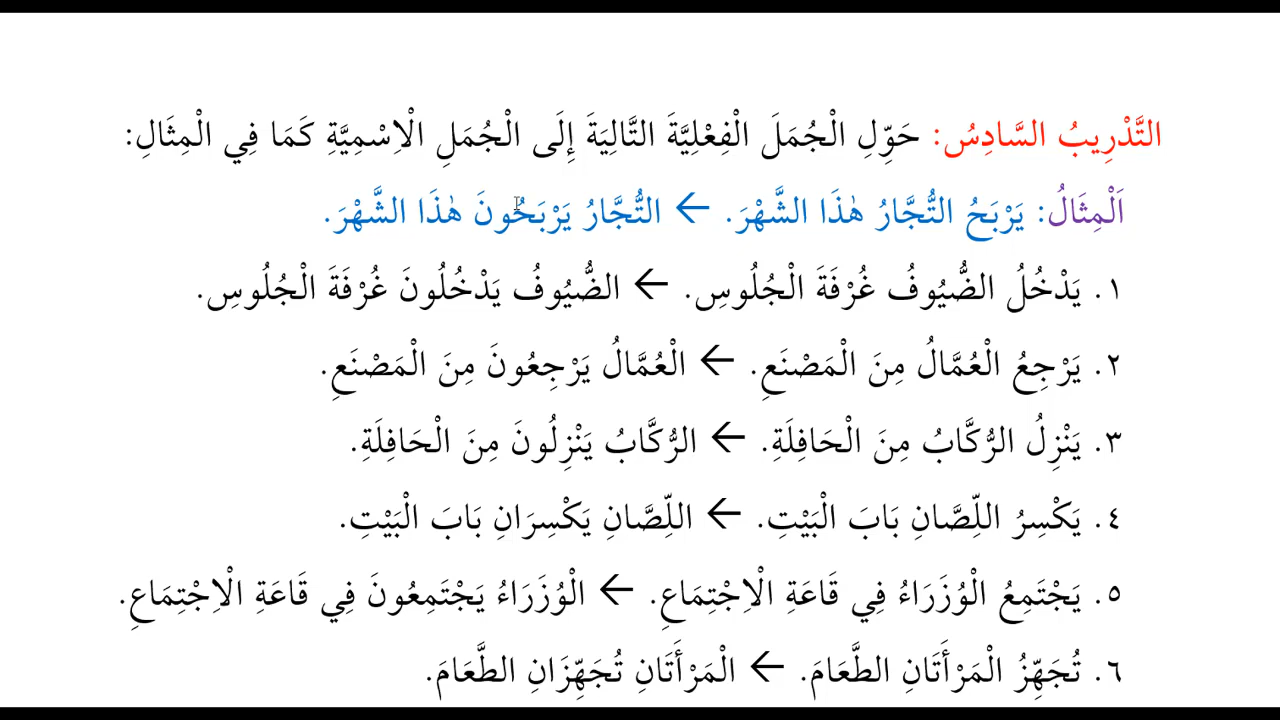 التَّدْرِيبُ السَّادِسُ: حَوِّلِ الْجُمَلَ الْفِعْلِيَّةَ التَّالِيَةَ إِلَى الْجُمَلِ الْاِسْمِيَّةِ كَمَا فِي الْمِثَالِ:
اَلْمِثَالُ: يَرْبَحُ التُّجَّارُ هٰذَا الشَّهْرَ. ← التُّجَّارُ يَرْبَحُونَ هٰذَا الشَّهْرَ.
١. يَدْخُلُ الضُّيُوفُ غُرْفَةَ الْجُلُوسِ. ← الضُّيُوفُ يَدْخُلُونَ غُرْفَةَ الْجُلُوسِ.
٢. يَرْجِعُ الْعُمَّالُ مِنَ الْمَصْنَعِ. ← الْعُمَّالُ يَرْجِعُونَ مِنَ الْمَصْنَعِ.
٣. يَنْزِلُ الرُّكَّابُ مِنَ الْحَافِلَةِ. ← الرُّكَّابُ يَنْزِلُونَ مِنَ الْحَافِلَةِ.
٤. يَكْسِرُ اللِّصَّانِ بَابَ الْبَيْتِ. ← اللِّصَّانِ يَكْسِرَانِ بَابَ الْبَيْتِ.
٥. يَجْتَمِعُ الْوُزَرَاءُ فِي قَاعَةِ الْاِجْتِمَاعِ. ← الْوُزَرَاءُ يَجْتَمِعُونَ فِي قَاعَةِ الْاِجْتِمَاعِ.
٦. تُجَهِّزُ الْمَرْأَتَانِ الطَّعَامَ. ← الْمَرْأَتَانِ تُجَهِّزَانِ الطَّعَامَ.